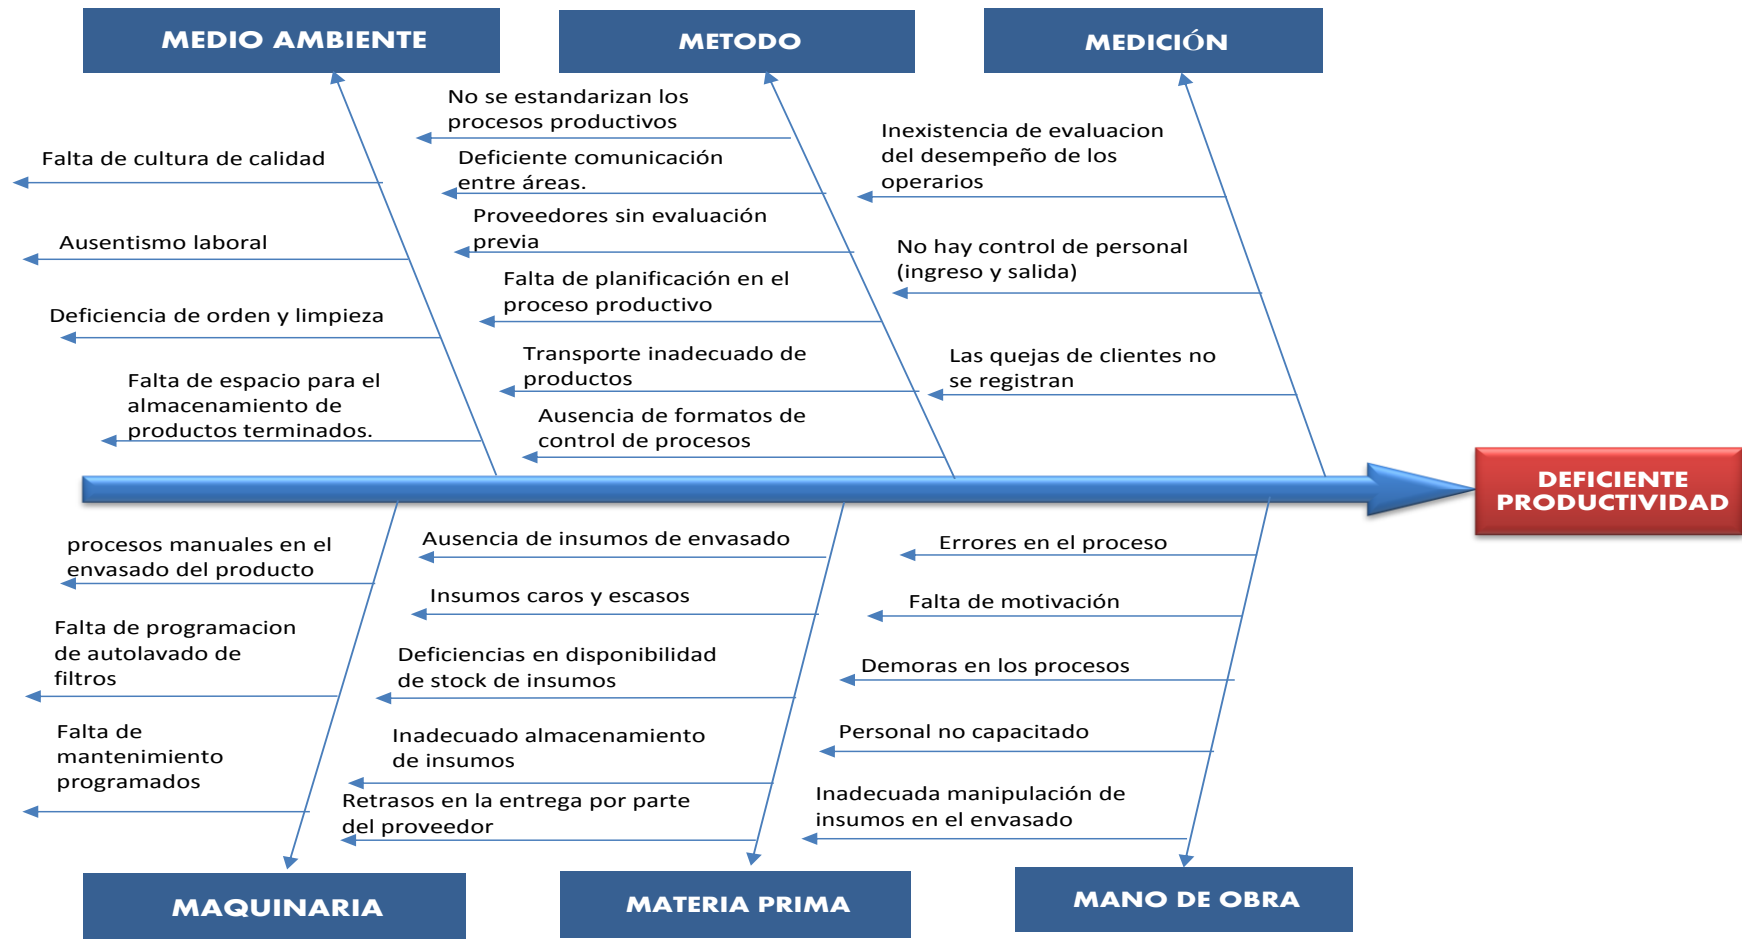 MEDIO AMBIENTE
METODO
MEDICIÓN
Falta de cultura de calidad
Ausentismo laboral
Deficiencia de orden y limpieza
Falta de espacio para el
almacenamiento de
productos terminados.
No se estandarizan los
procesos productivos
Deficiente comunicación
entre áreas.
Proveedores sin evaluación
previa
Falta de planificación en el
proceso productivo
Transporte inadecuado de
productos
Ausencia de formatos de
control de procesos
Inexistencia de evaluacion
del desempeño de los
operarios
No hay control de personal
(ingreso y salida)
Las quejas de clientes no
se registran
DEFICIENTE
PRODUCTIVIDAD
procesos manuales en el
envasado del producto
Falta de programacion
de autolavado de
filtros
Falta de
mantenimiento
programados
Ausencia de insumos de envasado
Insumos caros y escasos
Deficiencias en disponibilidad
de stock de insumos
Inadecuado almacenamiento
de insumos
Retrasos en la entrega por parte
del proveedor
Errores en el proceso
Falta de motivación
Demoras en los procesos
Personal no capacitado
Inadecuada manipulación de
insumos en el envasado
MAQUINARIA
MATERIA PRIMA
MANO DE OBRA